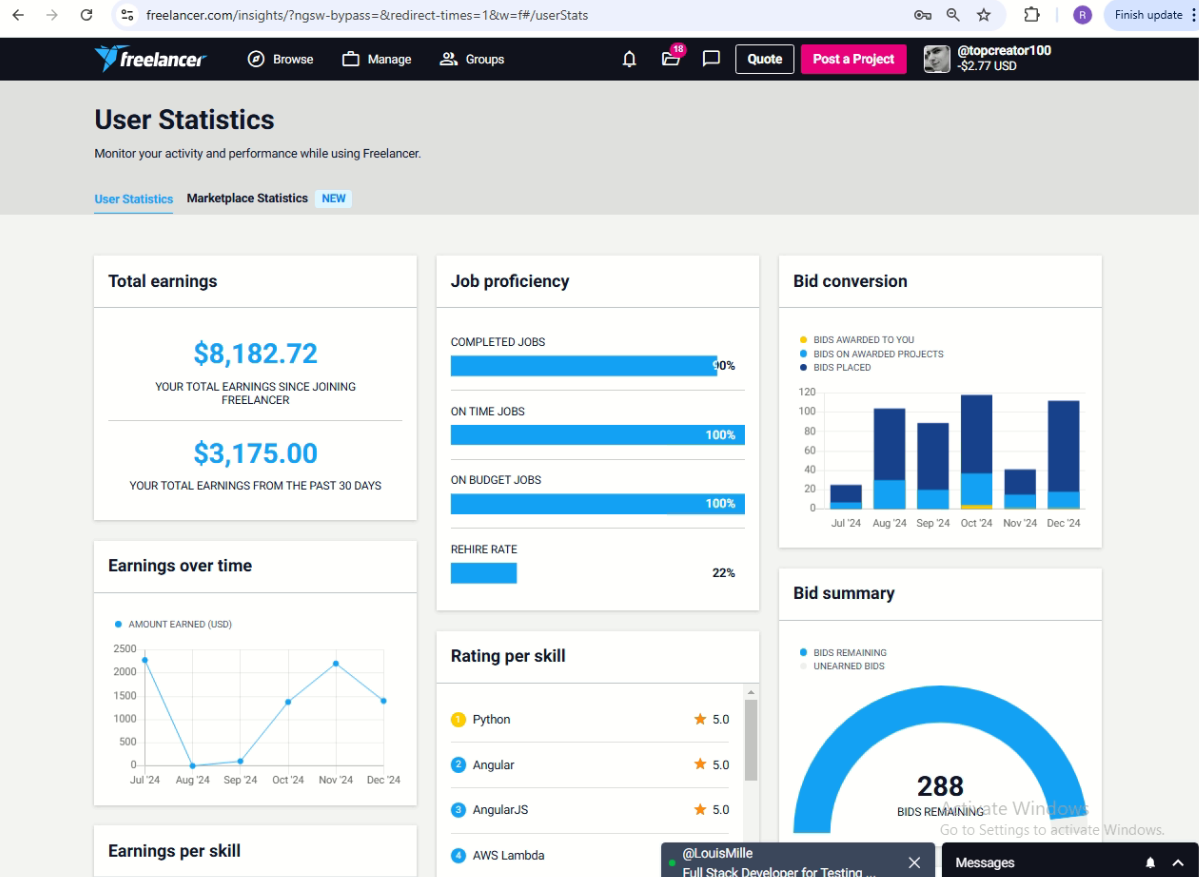 freelancer.com/insights/?ngsw-bypass=&redirect-times=1&w=f#/userStats
R
Finish update
freelancer
Browse
Manage
Groups
18
Quote
Post a Project
@topcreator100
-$2.77 USD
User Statistics
Monitor your activity and performance while using Freelancer.
User Statistics
Marketplace Statistics
NEW
Total earnings
$8,182.72
YOUR TOTAL EARNINGS SINCE JOINING
FREELANCER
$3,175.00
YOUR TOTAL EARNINGS FROM THE PAST 30 DAYS
Earnings over time
AMOUNT EARNED (USD)
2500
2000
1500
1000
500
0
Jul '24 Aug '24 Sep '24 Oct '24 Nov '24 Dec '24
Earnings per skill
Job proficiency
COMPLETED JOBS
90%
ON TIME JOBS
100%
ON BUDGET JOBS
100%
REHIRE RATE
22%
Rating per skill
1 Python 5.0
2 Angular 5.0
3 AngularJS 5.0
4 AWS Lambda
Bid conversion
BIDS AWARDED TO YOU
BIDS ON AWARDED PROJECTS
BIDS PLACED
120
100
80
60
40
20
0
Jul '24 Aug '24 Sep '24 Oct '24 Nov '24 Dec '24
Bid summary
BIDS REMAINING
UNEARNED BIDS
288
BIDS REMAINING
Activate Windows
Go to Settings to activate Windows.
@LouisMille
Full Stack Developer for Testing ...
Messages